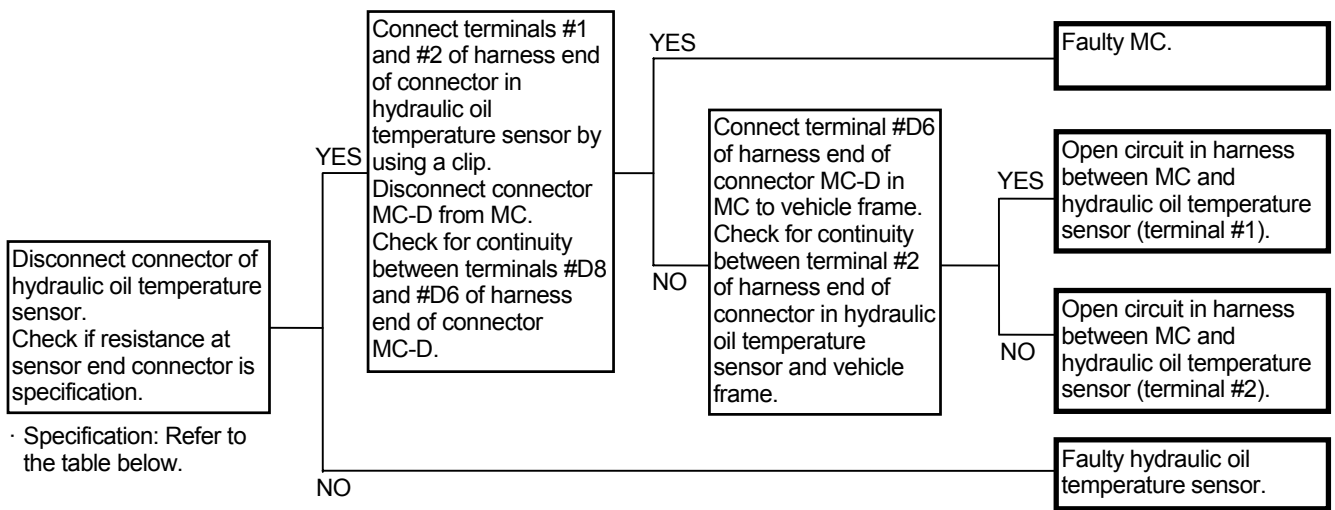 Disconnect connector of
hydraulic oil temperature
sensor.
Check if resistance at
sensor end connector is
specification.
· Specification: Refer to
the table below.
YES
NO
Connect terminals #1
and #2 of harness end
of connector in
hydraulic oil
temperature sensor by
using a clip.
Disconnect connector
MC-D from MC.
Check for continuity
between terminals #D8
and #D6 of harness
end of connector
MC-D.
YES
NO
Connect terminal #D6
of harness end of
connector MC-D in
MC to vehicle frame.
Check for continuity
between terminal #2
of harness end of
connector in hydraulic
oil temperature
sensor and vehicle
frame.
YES
NO
Faulty MC.
Open circuit in harness
between MC and
hydraulic oil temperature
sensor (terminal #1).
Open circuit in harness
between MC and
hydraulic oil temperature
sensor (terminal #2).
Faulty hydraulic oil
temperature sensor.